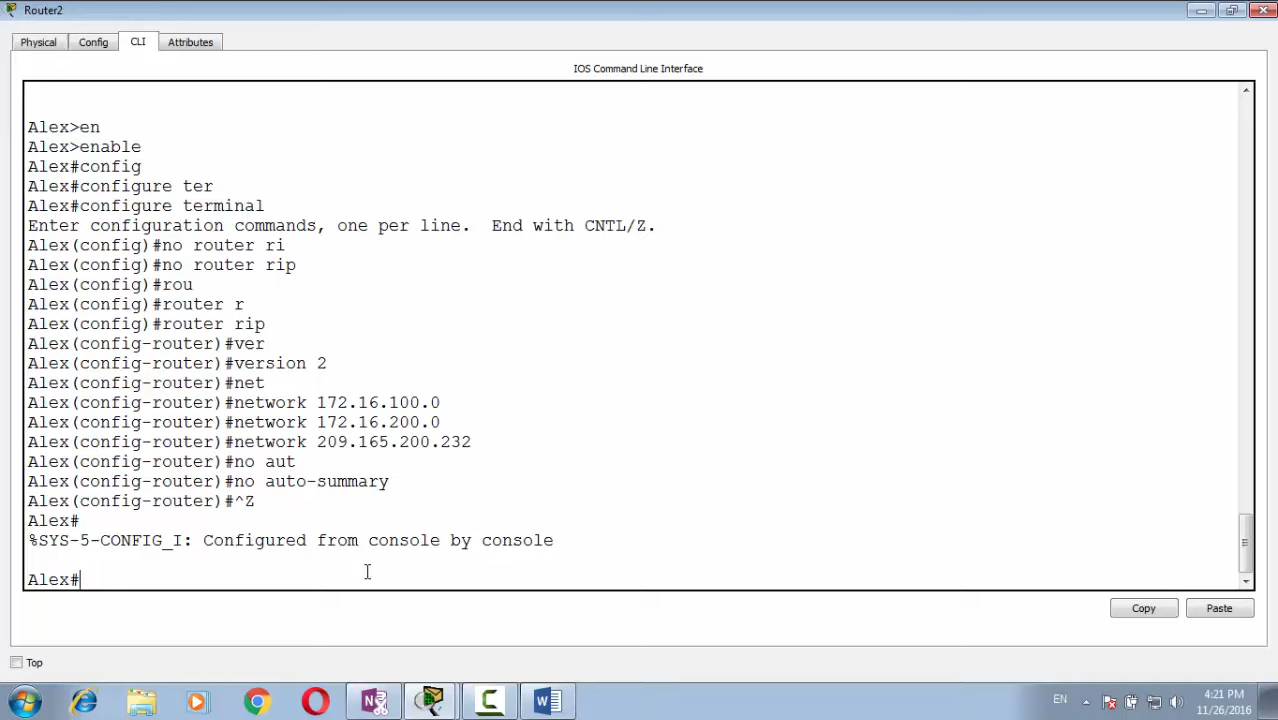 Router2
Physical Config CLI Attributes
IOS Command Line Interface
Alex>en
Alex>enable
Alex#config
Alex#configure ter
Alex#configure terminal
Enter configuration commands, one per line.  End with CNTL/Z.
Alex(config)#no router ri
Alex(config)#no router rip
Alex(config)#rou
Alex(config)#router r
Alex(config)#router rip
Alex(config-router)#ver
Alex(config-router)#version 2
Alex(config-router)#net
Alex(config-router)#network 172.16.100.0
Alex(config-router)#network 172.16.200.0
Alex(config-router)#network 209.165.200.232
Alex(config-router)#no aut
Alex(config-router)#no auto-summary
Alex(config-router)#^Z
Alex#
%SYS-5-CONFIG_I: Configured from console by console
Alex#
Copy Paste
Top
EN
4:21 PM
11/26/2016